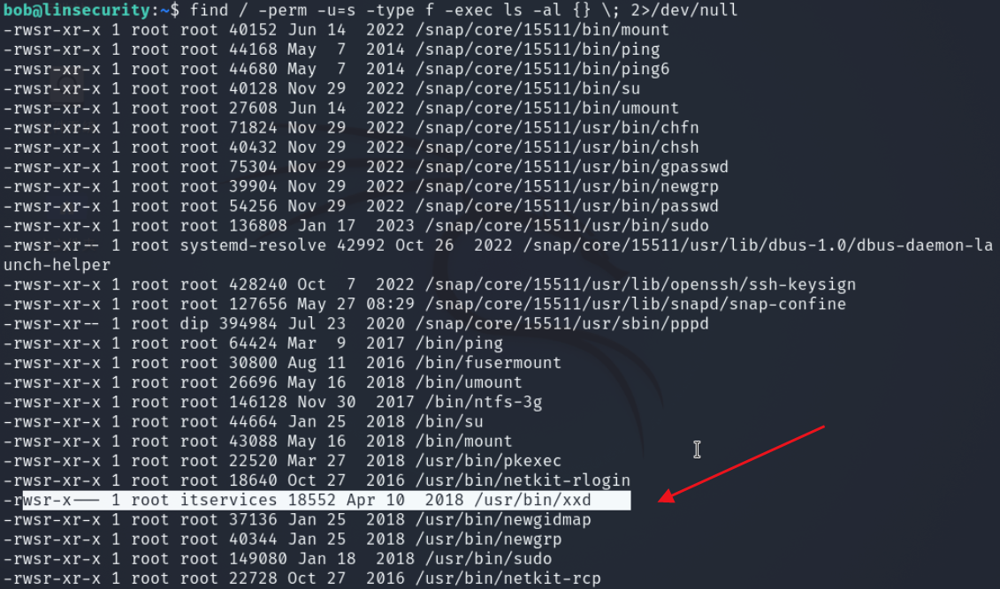 bob@linsecurity:~$ find / -perm -u=s -type f -exec ls -al {} \; 2>/dev/null
-rwsr-xr-x 1 root root 40152 Jun 14  2022 /snap/core/15511/bin/mount
-rwsr-xr-x 1 root root 44168 May  7  2014 /snap/core/15511/bin/ping
-rwsr-xr-x 1 root root 44680 May  7  2014 /snap/core/15511/bin/ping6
-rwsr-xr-x 1 root root 40128 Nov 29  2022 /snap/core/15511/bin/su
-rwsr-xr-x 1 root root 27608 Jun 14  2022 /snap/core/15511/bin/umount
-rwsr-xr-x 1 root root 71824 Nov 29  2022 /snap/core/15511/usr/bin/chfn
-rwsr-xr-x 1 root root 40432 Nov 29  2022 /snap/core/15511/usr/bin/chsh
-rwsr-xr-x 1 root root 75304 Nov 29  2022 /snap/core/15511/usr/bin/gpasswd
-rwsr-xr-x 1 root root 39904 Nov 29  2022 /snap/core/15511/usr/bin/newgrp
-rwsr-xr-x 1 root root 54256 Nov 29  2022 /snap/core/15511/usr/bin/passwd
-rwsr-xr-x 1 root root 136808 Jan 17  2023 /snap/core/15511/usr/bin/sudo
-rwsr-xr-- 1 root systemd-resolve 42992 Oct 26  2022 /snap/core/15511/usr/lib/dbus-1.0/dbus-daemon-la
unch-helper
-rwsr-xr-x 1 root root 428240 Oct  7  2022 /snap/core/15511/usr/lib/openssh/ssh-keysign
-rwsr-xr-x 1 root root 127656 May 27 08:29 /snap/core/15511/usr/lib/snapd/snap-confine
-rwsr-xr-- 1 root dip 394984 Jul 23  2020 /snap/core/15511/usr/sbin/pppd
-rwsr-xr-x 1 root root 64424 Mar  9  2017 /bin/ping
-rwsr-xr-x 1 root root 30800 Aug 11  2016 /bin/fusermount
-rwsr-xr-x 1 root root 26696 May 16  2018 /bin/umount
-rwsr-xr-x 1 root root 146128 Nov 30  2017 /bin/ntfs-3g
-rwsr-xr-x 1 root root 44664 Jan 25  2018 /bin/su
-rwsr-xr-x 1 root root 43088 May 16  2018 /bin/mount
-rwsr-xr-x 1 root root 22520 Mar 27  2018 /usr/bin/pkexec
-rwsr-xr-x 1 root root 18640 Oct 27  2016 /usr/bin/netkit-rlogin
-rwsr-x--- 1 root itservices 18552 Apr 10  2018 /usr/bin/xxd
-rwsr-xr-x 1 root root 37136 Jan 25  2018 /usr/bin/newgidmap
-rwsr-xr-x 1 root root 40344 Jan 25  2018 /usr/bin/newgrp
-rwsr-xr-x 1 root root 149080 Jan 18  2018 /usr/bin/sudo
-rwsr-xr-x 1 root root 22728 Oct 27  2016 /usr/bin/netkit-rcp